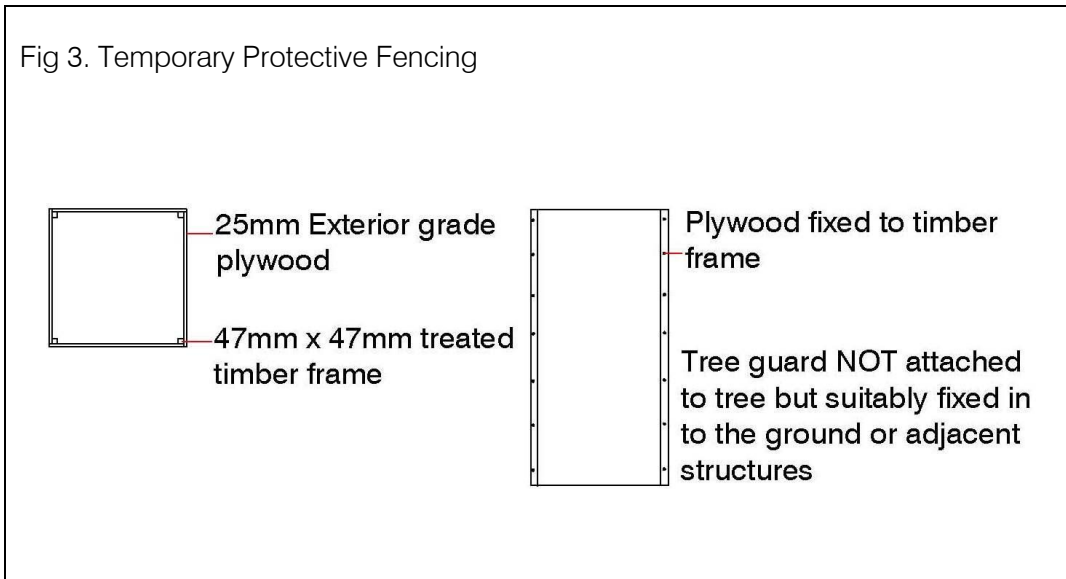 Fig 3. Temporary Protective Fencing
25mm Exterior grade
plywood
47mm x 47mm treated
timber frame
Plywood fixed to timber
frame
Tree guard NOT attached
to tree but suitably fixed in
to the ground or adjacent
structures